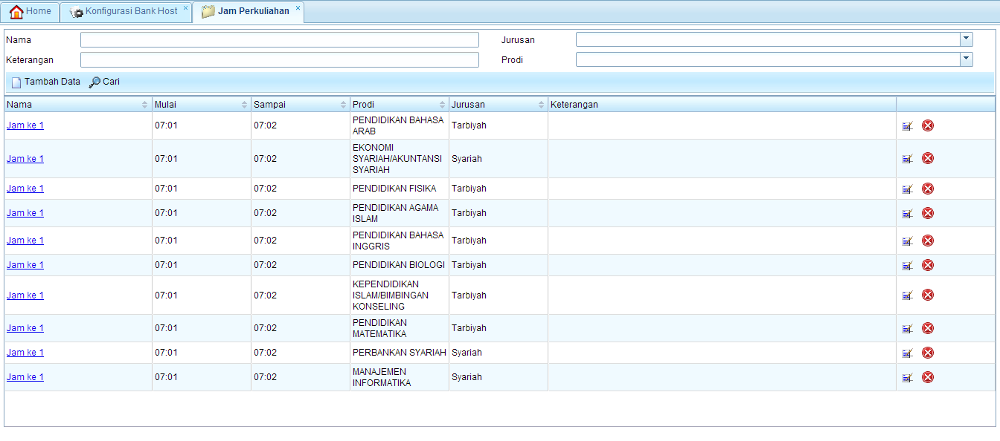 Home Konfigurasi Bank Host Jam Perkuliahan
Nama Jurusan
Keterangan Prodi
Tambah Data Cari
Nama Mulai Sampai Prodi Jurusan Keterangan
Jam ke 1 07:01 07:02 PENDIDIKAN BAHASA ARAB Tarbiyah
Jam ke 1 07:01 07:02 EKONOMI SYARIAH/AKUNTANSI SYARIAH Syariah
Jam ke 1 07:01 07:02 PENDIDIKAN FISIKA Tarbiyah
Jam ke 1 07:01 07:02 PENDIDIKAN AGAMA ISLAM Tarbiyah
Jam ke 1 07:01 07:02 PENDIDIKAN BAHASA INGGRIS Tarbiyah
Jam ke 1 07:01 07:02 PENDIDIKAN BIOLOGI Tarbiyah
Jam ke 1 07:01 07:02 KEPENDIDIKAN ISLAM/BIMBINGAN KONSELING Tarbiyah
Jam ke 1 07:01 07:02 PENDIDIKAN MATEMATIKA Tarbiyah
Jam ke 1 07:01 07:02 PERBANKAN SYARIAH Syariah
Jam ke 1 07:01 07:02 MANAJEMEN INFORMATIKA Syariah